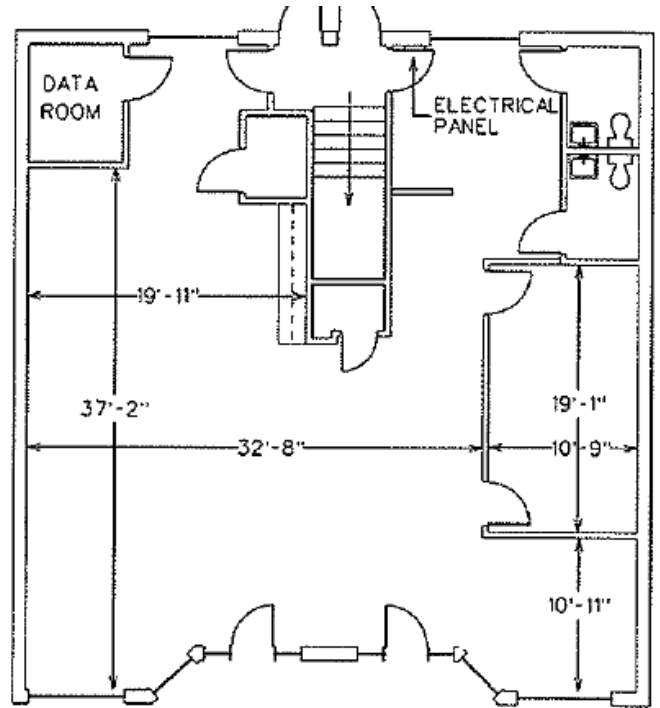 DATA
ROOM
ELECTRICAL
PANEL
19'-11"
37'-2"
32'-8"
19'-1"
10'-9"
10'-11"